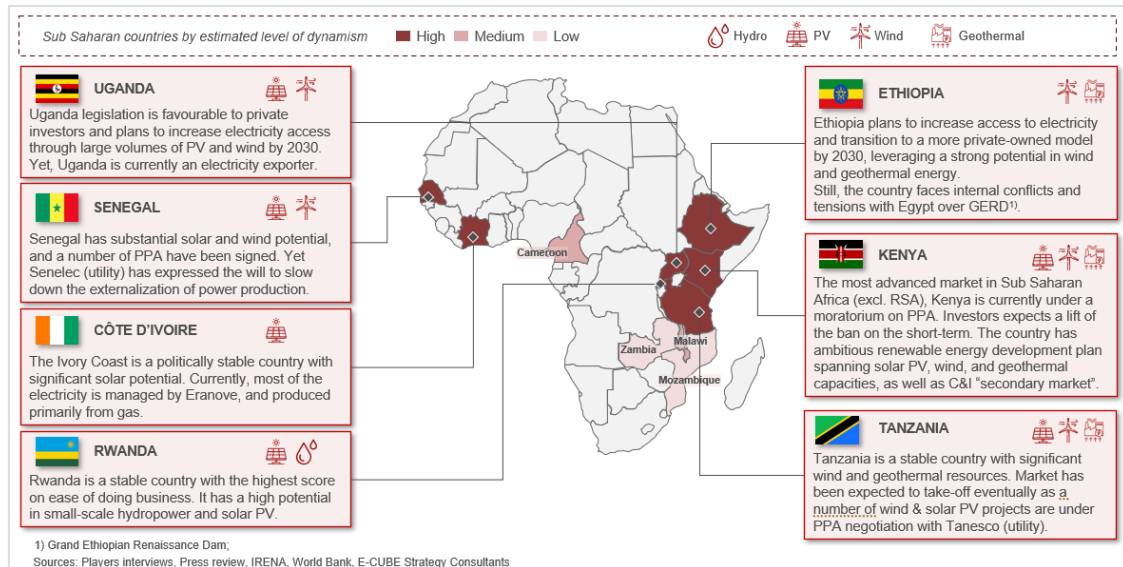 Sub Saharan countries by estimated level of dynamism
High
Medium
Low
Hydro
PV
Wind
Geothermal
UGANDA
Uganda legislation is favourable to private
investors and plans to increase electricity access
through large volumes of PV and wind by 2030.
Yet, Uganda is currently an electricity exporter.
SENEGAL
Senegal has substantial solar and wind potential,
and a number of PPA have been signed. Yet
Senelec (utility) has expressed the will to slow
down the externalization of power production.
CÔTE D'IVOIRE
The Ivory Coast is a politically stable country with
significant solar potential. Currently, most of the
electricity is managed by Eranove, and produced
primarily from gas.
RWANDA
Rwanda is a stable country with the highest score
on ease of doing business. It has a high potential
in small-scale hydropower and solar PV.
Cameroon
Zambia
Malawi
Mozambique
ETHIOPIA
Ethiopia plans to increase access to electricity
and transition to a more private-owned model
by 2030, leveraging a strong potential in wind
and geothermal energy.
Still, the country faces internal conflicts and
tensions with Egypt over GERD1).
KENYA
The most advanced market in Sub Saharan
Africa (excl. RSA), Kenya is currently under a
moratorium on PPA. Investors expects a lift of
the ban on the short-term. The country has
ambitious renewable energy development plan
spanning solar PV, wind, and geothermal
capacities, as well as C&I “secondary market”.
TANZANIA
Tanzania is a stable country with significant
wind and geothermal resources. Market has
been expected to take-off eventually as a
number of wind & solar PV projects are under
PPA negotiation with Tanesco (utility).
1) Grand Ethiopian Renaissance Dam;
Sources: Players interviews, Press review, IRENA, World Bank, E-CUBE Strategy Consultants